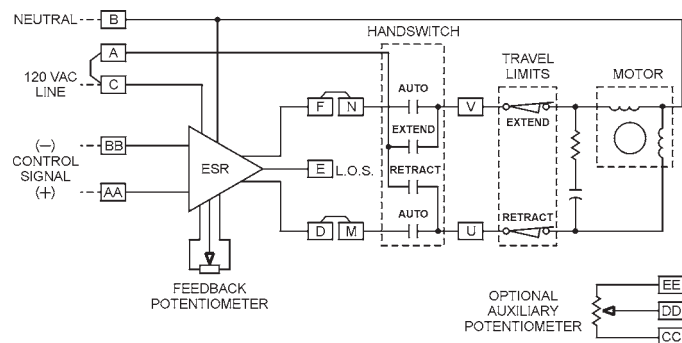 NEUTRAL
B
HANDSWITCH
A
120 VAC
LINE
C
TRAVEL
LIMITS
MOTOR
AUTO
F
N
V
EXTEND
EXTEND
(—)
CONTROL
SIGNAL
(+)
BB
AA
ESR
E
L.O.S.
RETRACT
RETRACT
AUTO
D
M
U
FEEDBACK
POTENTIOMETER
OPTIONAL
AUXILIARY
POTENTIOMETER
EE
DD
CC